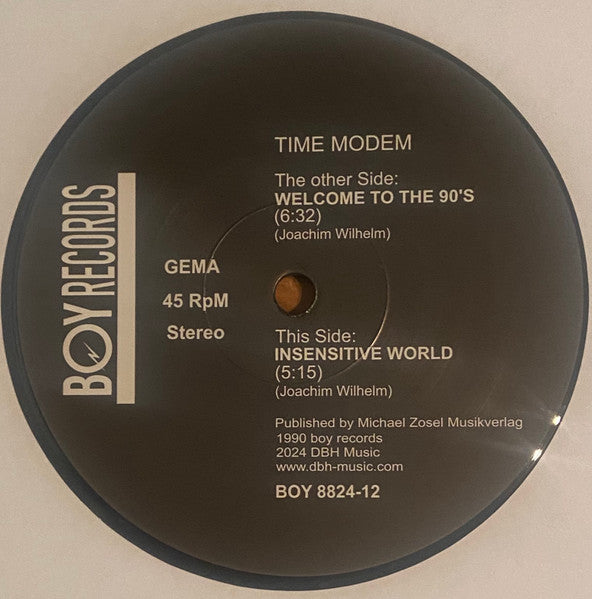 BOY RECORDS
GEMA
45 RpM
Stereo
TIME MODEM
The other Side:
WELCOME TO THE 90'S
(6:32)
(Joachim Wilhelm)
This Side:
INSENSITIVE WORLD
(5:15)
(Joachim Wilhelm)
Published by Michael Zosel Musikverlag
1990 boy records
2024 DBH Music
www.dbh-music.com
BOY 8824-12